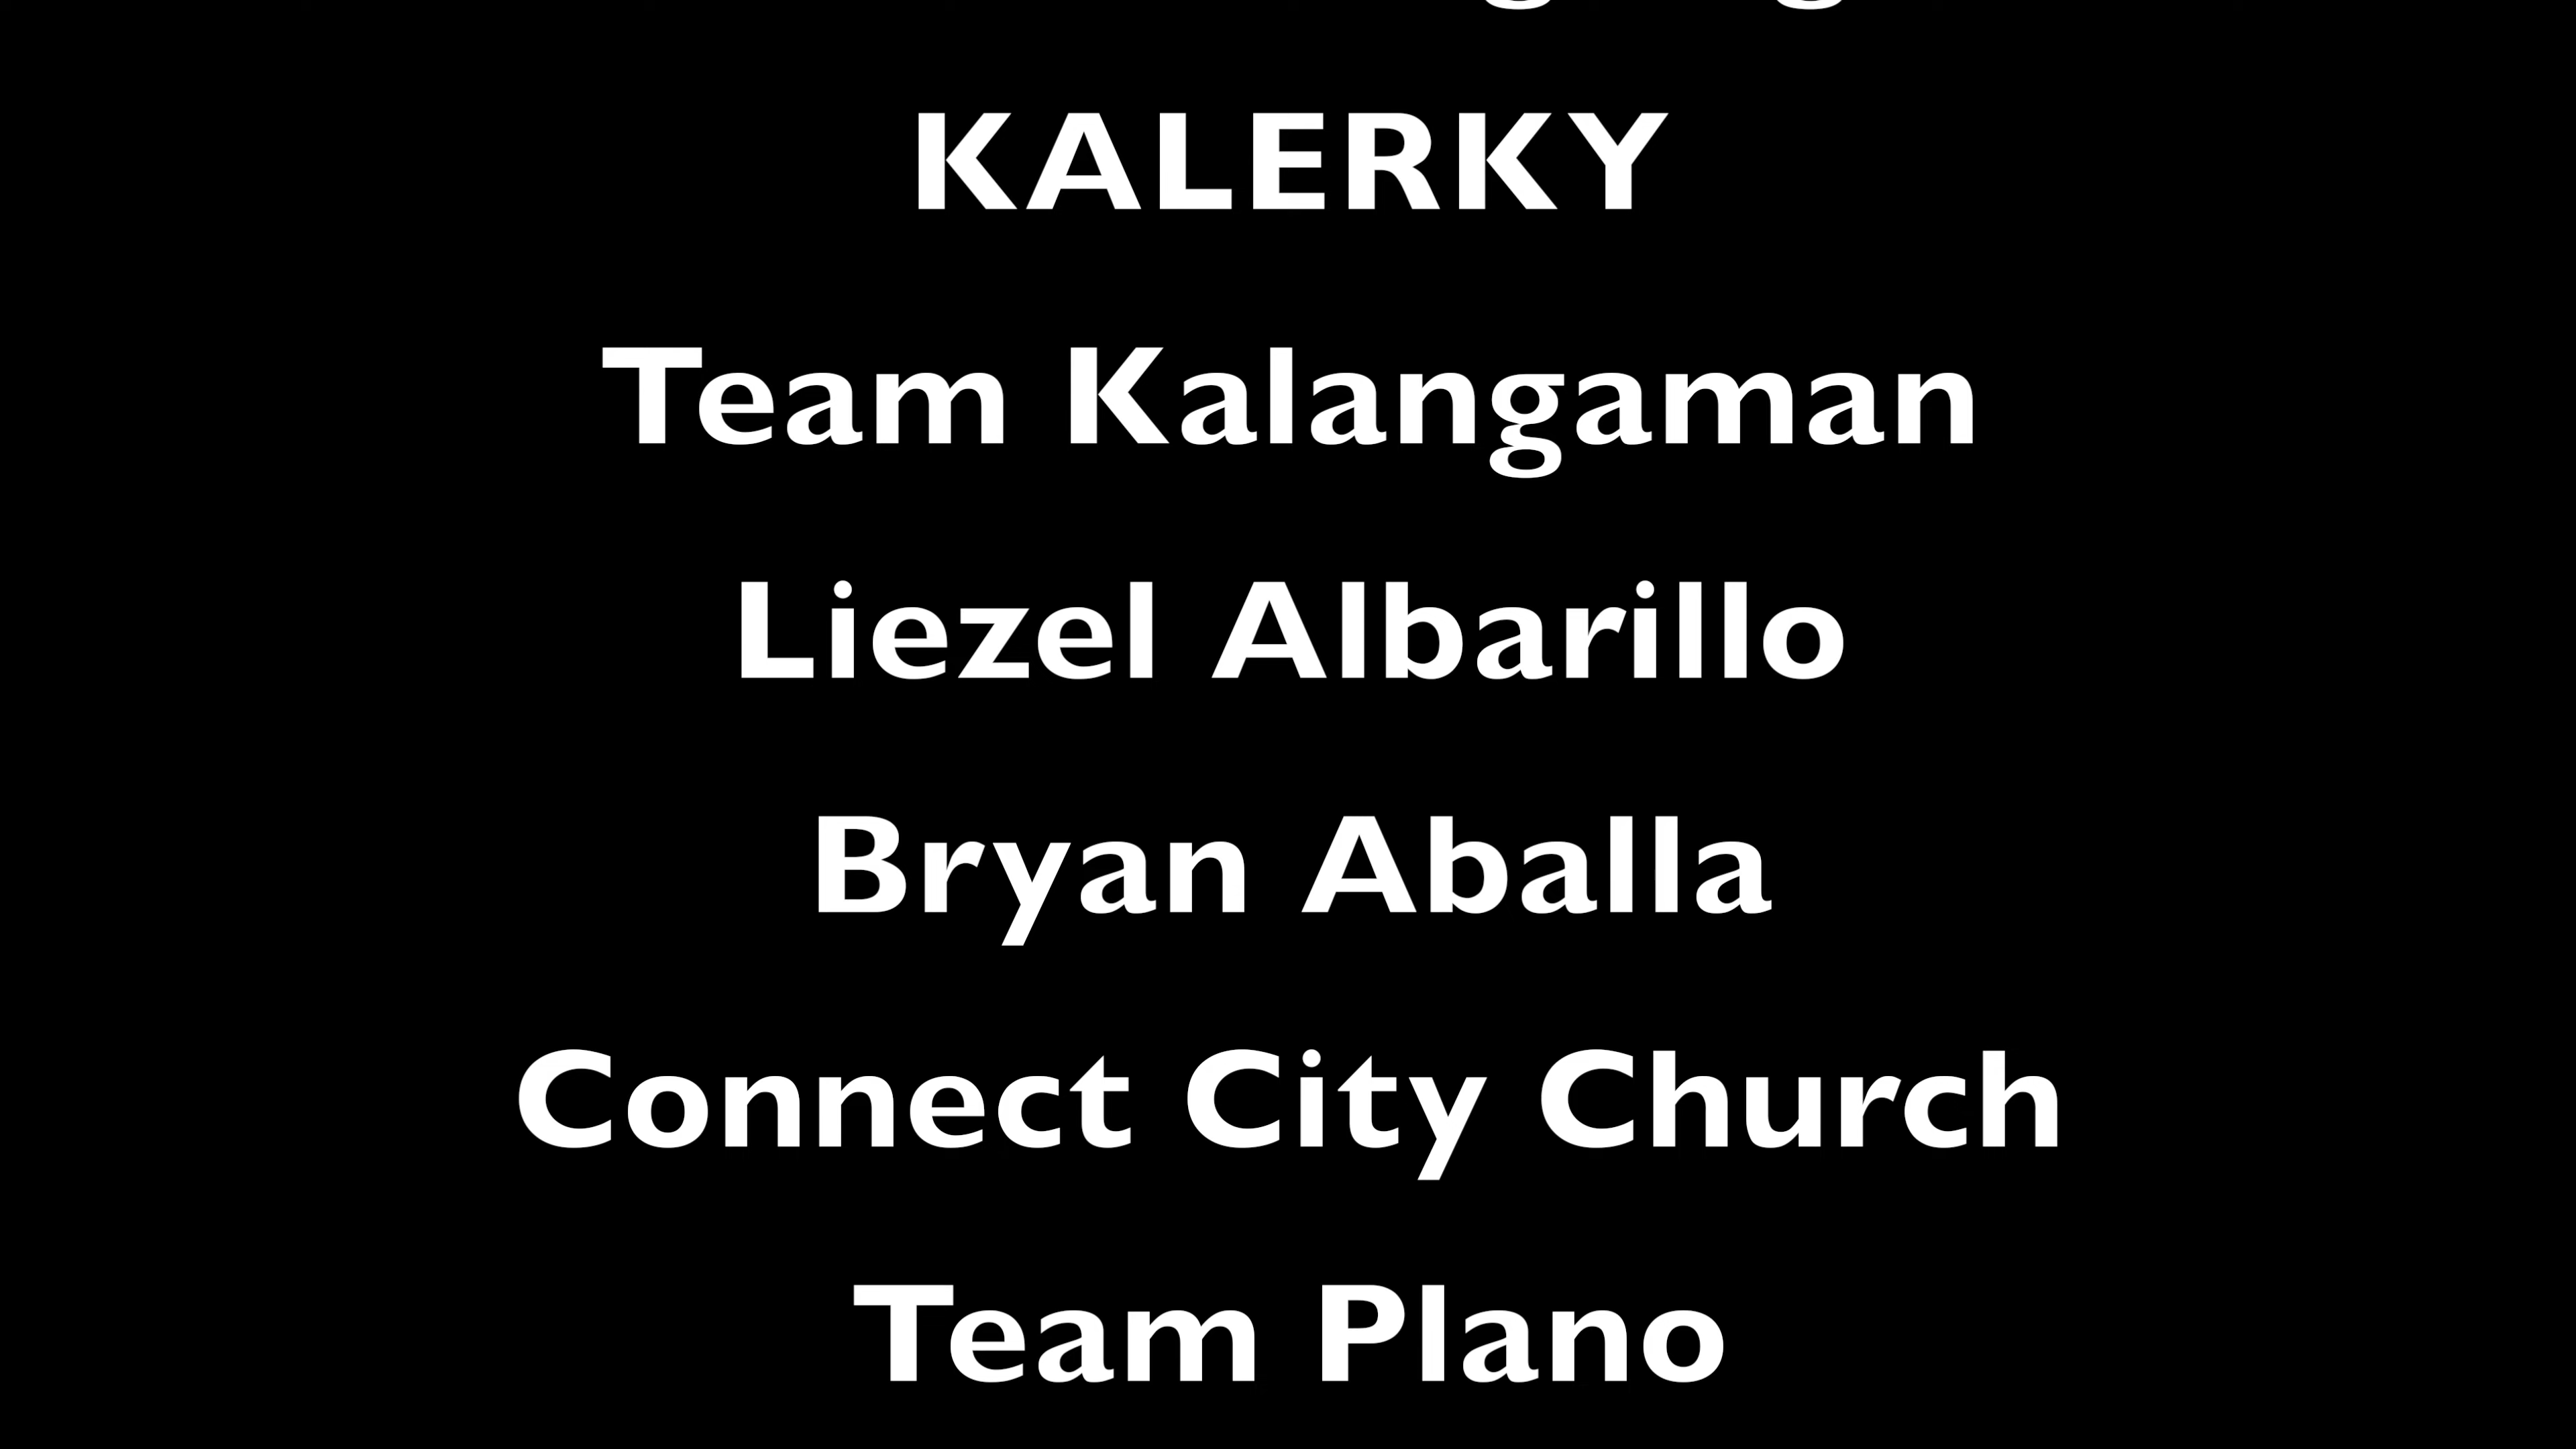 KALERKY
Team Kalangaman
Liezel Albarillo
Bryan Aballa
Connect City Church
Team Plano